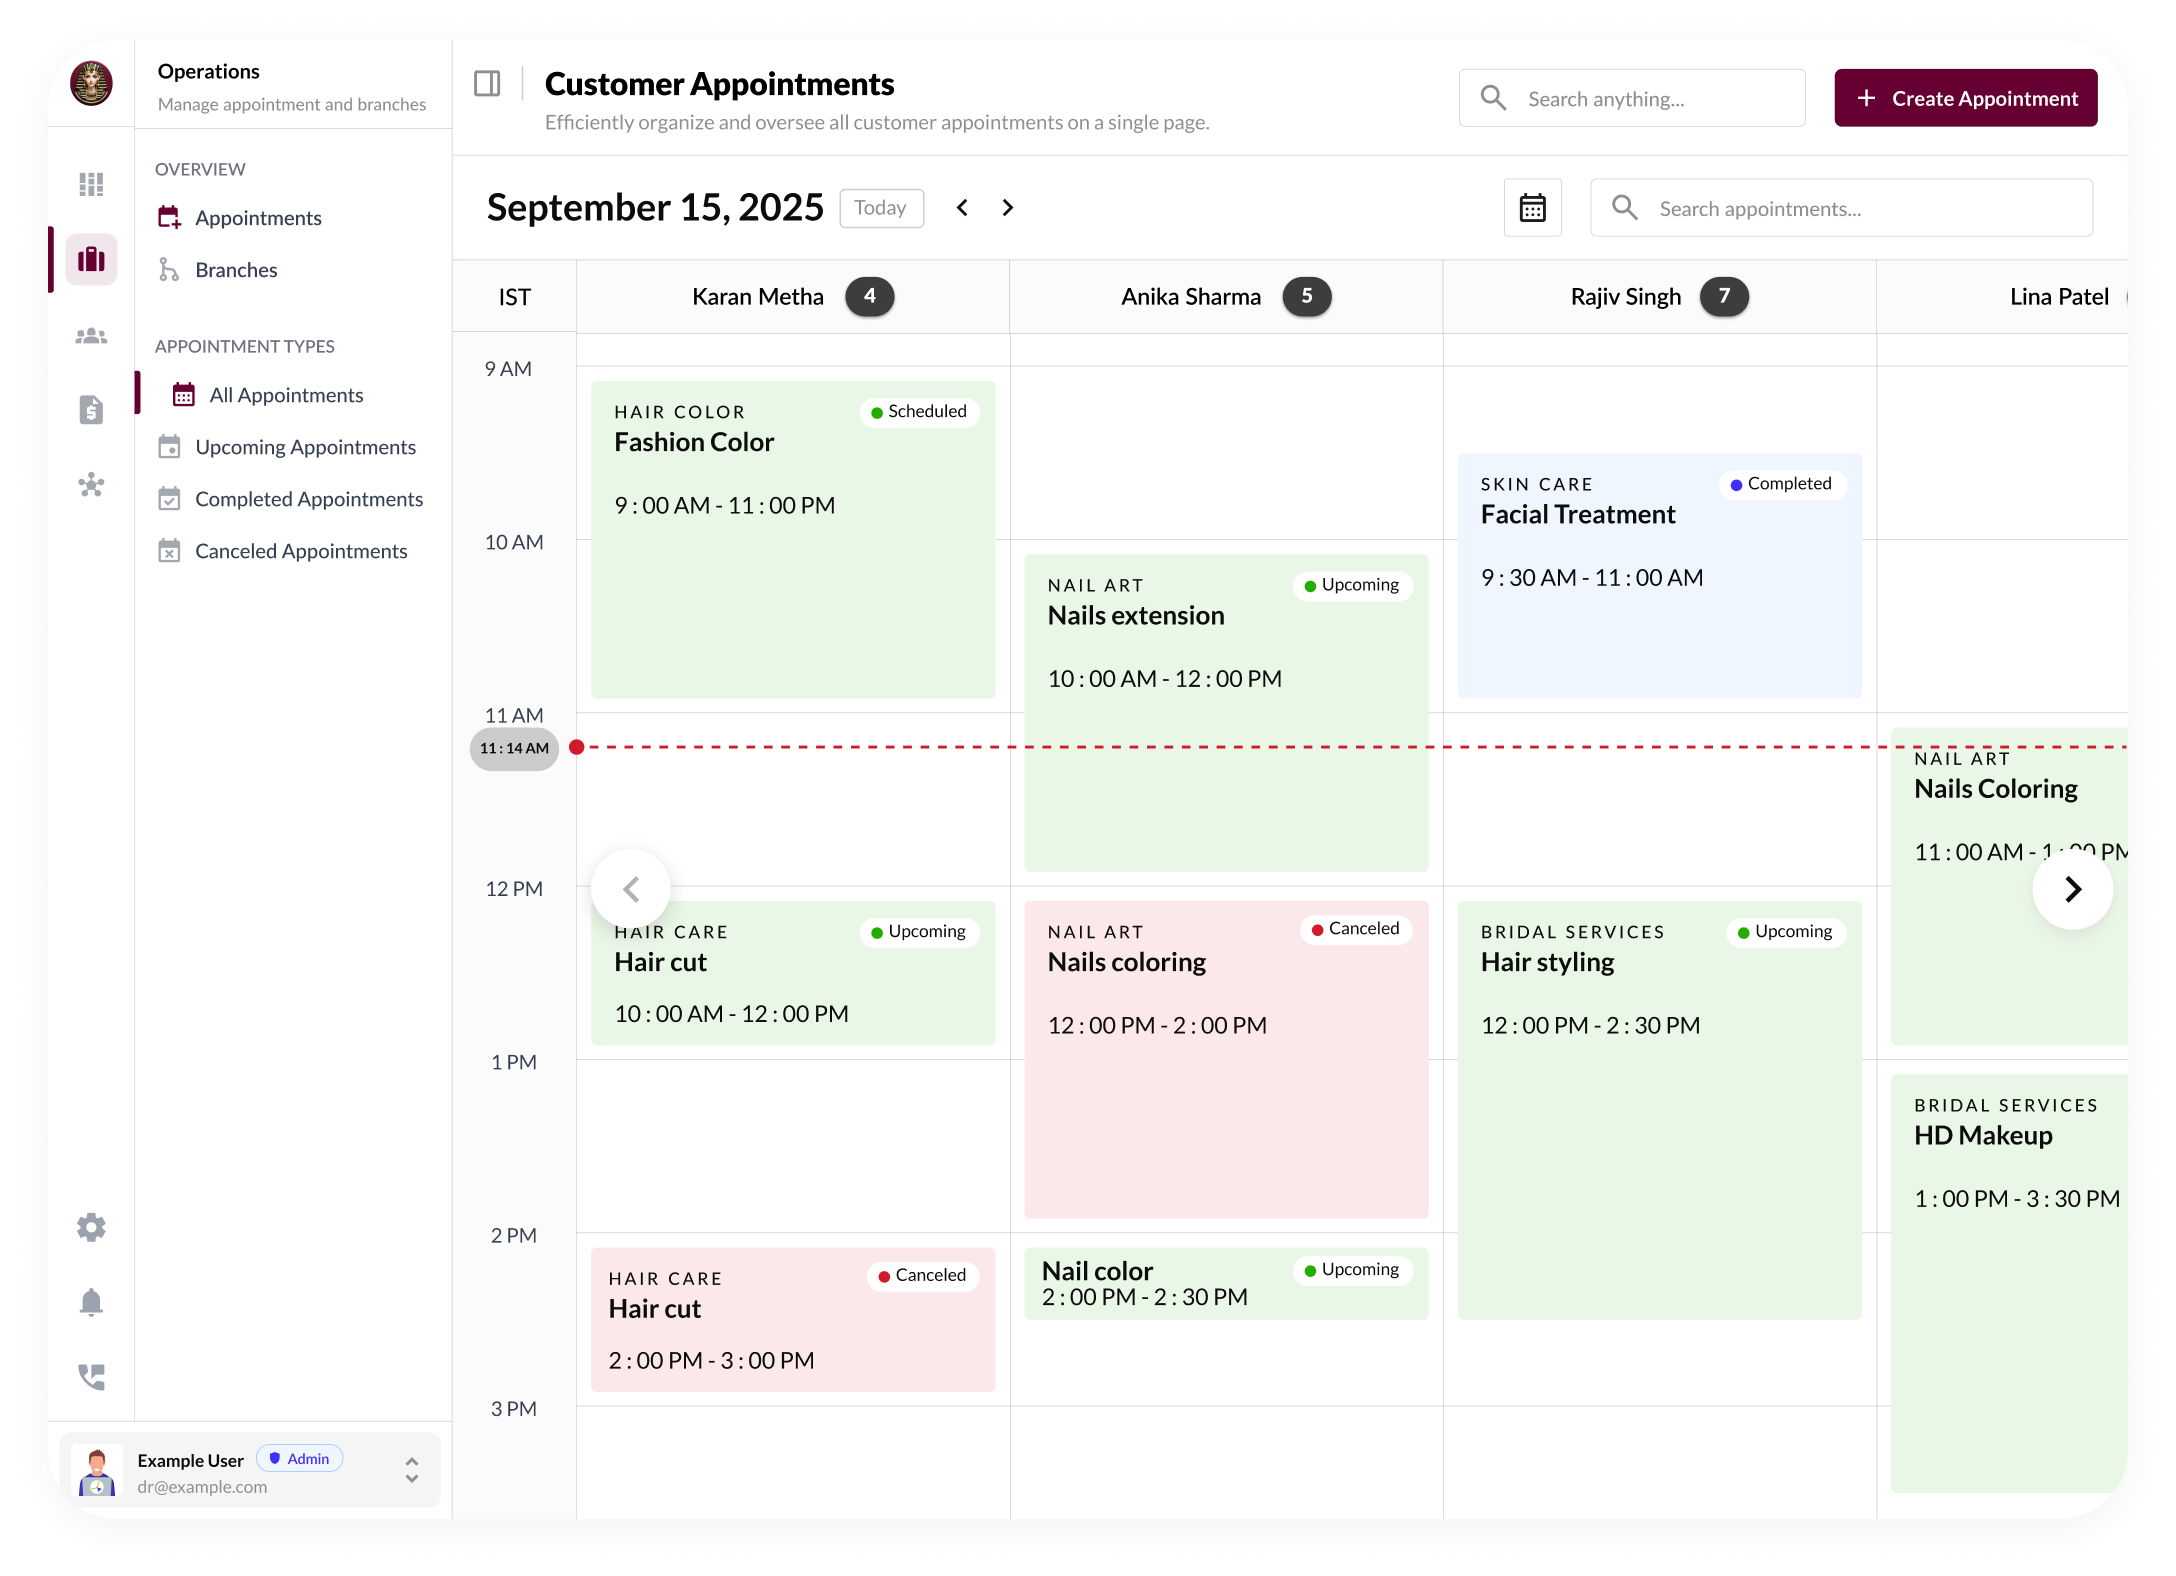 Operations
Manage appointment and branches
OVERVIEW
Appointments
Branches
APPOINTMENT TYPES
All Appointments
Upcoming Appointments
Completed Appointments
Canceled Appointments
Example User
Admin
dr@example.com
Customer Appointments
Efficiently organize and oversee all customer appointments on a single page.
Search anything...
+ Create Appointment
September 15, 2025
Today
Search appointments...
IST
Karan Metha 4
Anika Sharma 5
Rajiv Singh 7
Lina Patel
9 AM
10 AM
11 AM
11 : 14 AM
12 PM
1 PM
2 PM
3 PM
HAIR COLOR
Scheduled
Fashion Color
9 : 00 AM - 11 : 00 PM
HAIR CARE
Upcoming
Hair cut
10 : 00 AM - 12 : 00 PM
HAIR CARE
Canceled
Hair cut
2 : 00 PM - 3 : 00 PM
NAIL ART
Upcoming
Nails extension
10 : 00 AM - 12 : 00 PM
NAIL ART
Canceled
Nails coloring
12 : 00 PM - 2 : 00 PM
Nail color
Upcoming
2 : 00 PM - 2 : 30 PM
SKIN CARE
Completed
Facial Treatment
9 : 30 AM - 11 : 00 AM
BRIDAL SERVICES
Upcoming
Hair styling
12 : 00 PM - 2 : 30 PM
NAIL ART
Nails Coloring
11 : 00 AM - 1 : 00 PM
BRIDAL SERVICES
HD Makeup
1 : 00 PM - 3 : 30 PM